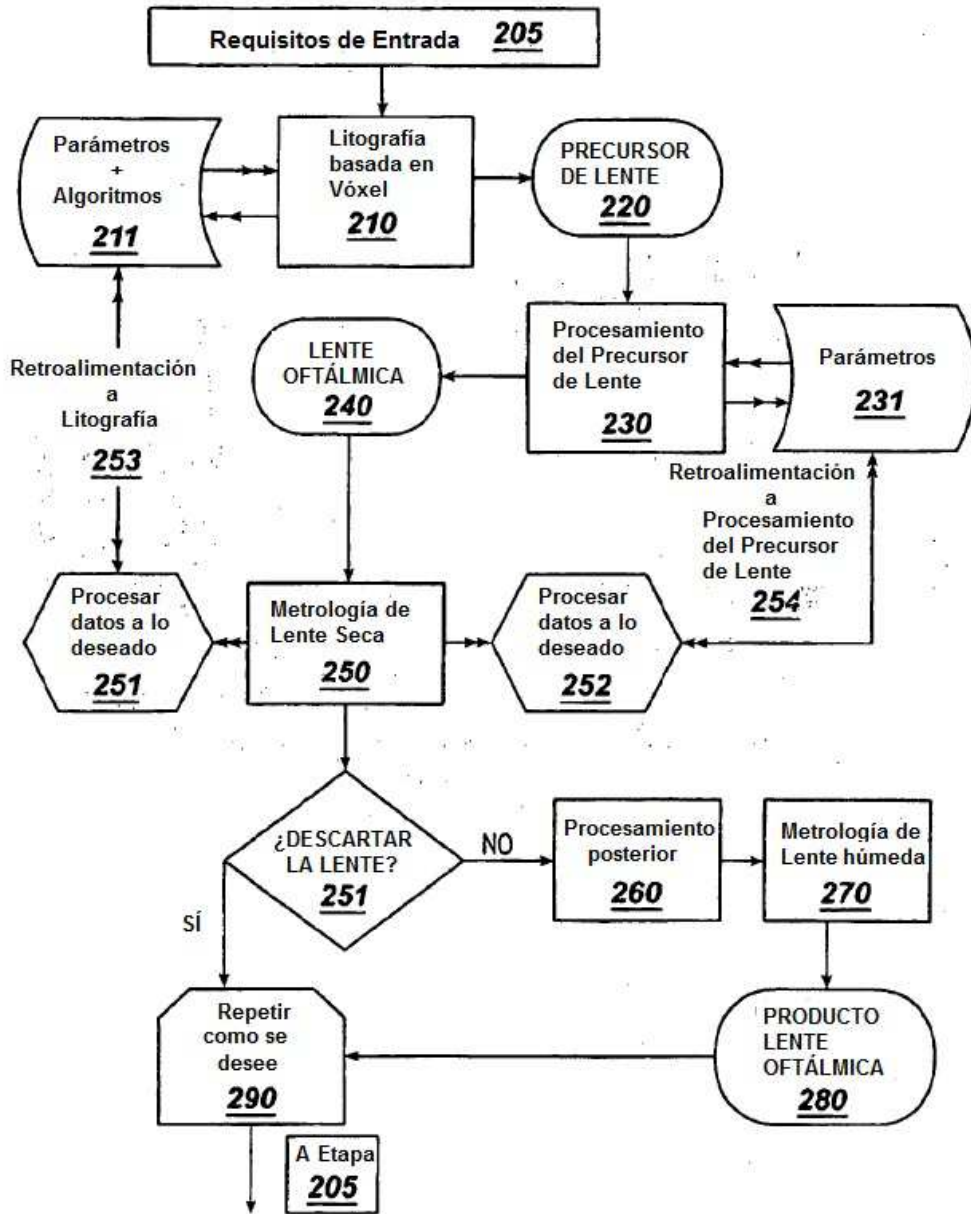 Requisitos de Entrada 205
Parámetros
+
Algoritmos
211
Litografía
basada en
Vóxel
210
PRECURSOR
DE LENTE
220
Procesamiento
del Precursor
de Lente
230
Parámetros
231
LENTE
OFTÁLMICA
240
Retroalimentación
a
Litografía
253
Retroalimentación
a
Procesamiento
del Precursor
de Lente
254
Procesar
datos a lo
deseado
251
Metrología de
Lente Seca
250
Procesar
datos a lo
deseado
252
¿DESCARTAR
LA LENTE?
251
NO
SÍ
Procesamiento
posterior
260
Metrología de
Lente húmeda
270
PRODUCTO
LENTE
OFTÁLMICA
280
Repetir
como se
desee
290
A Etapa
205